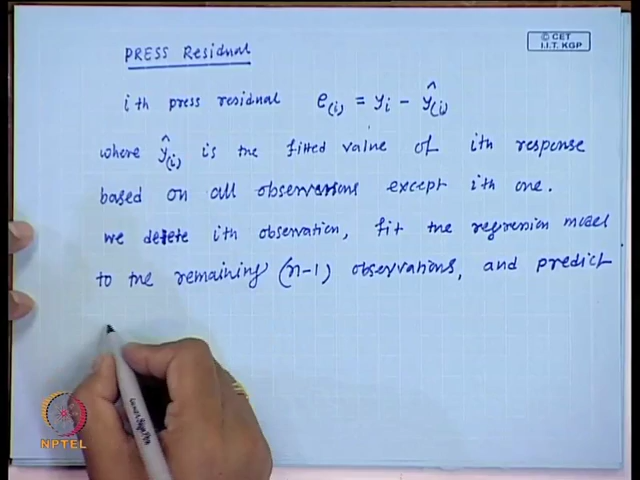 © CET
I.I.T. KGP
PRESS Residual
ith press residual e(i) = yi − ŷ(i)
where ŷ(i) is the fitted value of ith response
based on all observations except ith one.
we delete ith observation, fit the regression model
to the remaining (n-1) observations, and predict
NPTEL